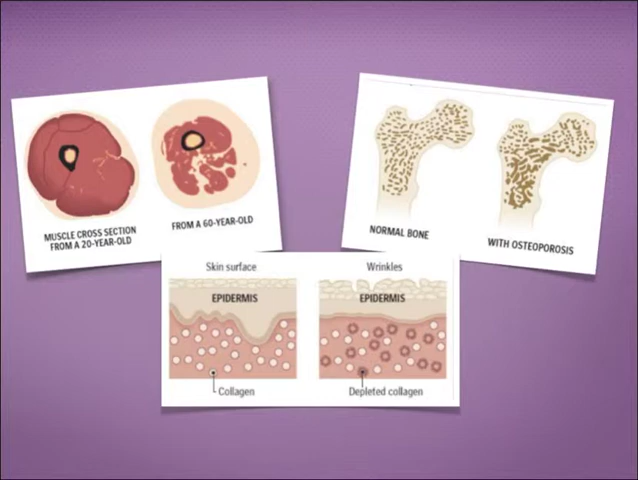 MUSCLE CROSS SECTION
FROM A 20-YEAR-OLD
FROM A 60-YEAR-OLD
NORMAL BONE
WITH OSTEOPOROSIS
Skin surface
Wrinkles
EPIDERMIS
EPIDERMIS
Collagen
Depleted collagen